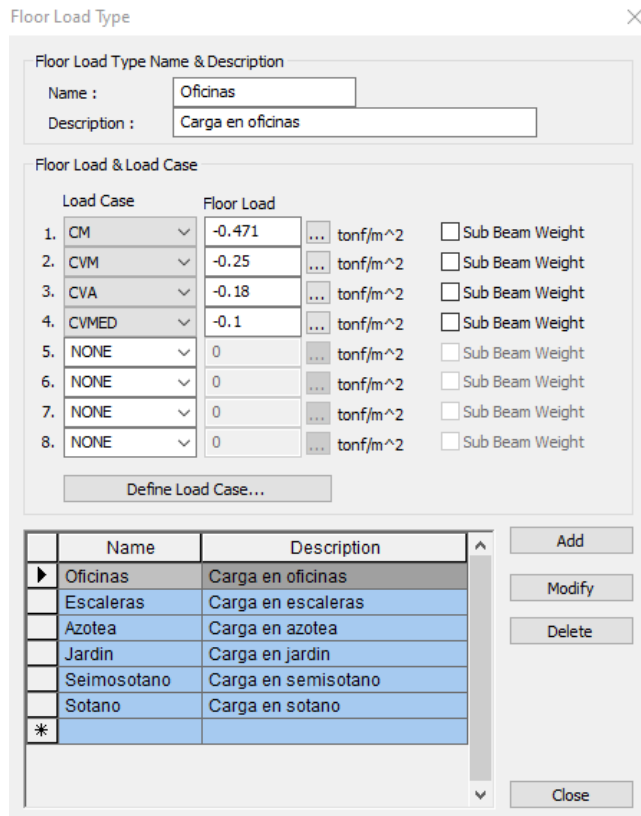 Floor Load Type
Floor Load Type Name & Description
Name : Oficinas
Description : Carga en oficinas
Floor Load & Load Case
Load Case Floor Load
1. CM -0.471 ... tonf/m^2 Sub Beam Weight
2. CVM -0.25 ... tonf/m^2 Sub Beam Weight
3. CVA -0.18 ... tonf/m^2 Sub Beam Weight
4. CVMED -0.1 ... tonf/m^2 Sub Beam Weight
5. NONE 0 ... tonf/m^2 Sub Beam Weight
6. NONE 0 ... tonf/m^2 Sub Beam Weight
7. NONE 0 ... tonf/m^2 Sub Beam Weight
8. NONE 0 ... tonf/m^2 Sub Beam Weight
Define Load Case...
Name Description
Oficinas Carga en oficinas
Escaleras Carga en escaleras
Azotea Carga en azotea
Jardin Carga en jardin
Seimosotano Carga en semisotano
Sotano Carga en sotano
*
Add
Modify
Delete
Close